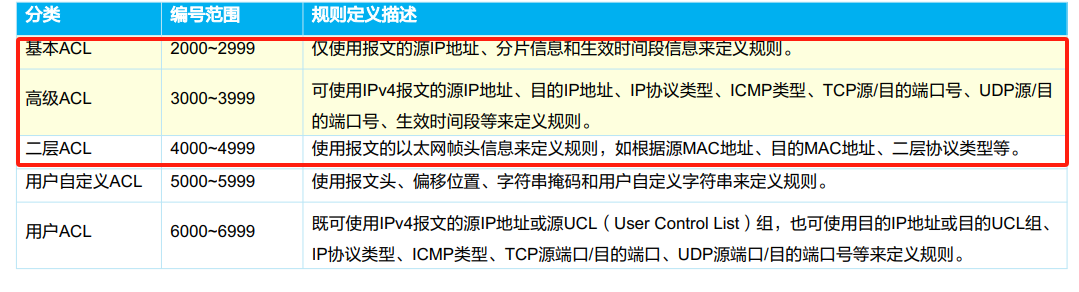 分类 编号范围 规则定义描述
基本ACL 2000~2999 仅使用报文的源IP地址、分片信息和生效时间段信息来定义规则。
高级ACL 3000~3999 可使用IPv4报文的源IP地址、目的IP地址、IP协议类型、ICMP类型、TCP源/目的端口号、UDP源/目
的端口号、生效时间段等来定义规则。
二层ACL 4000~4999 使用报文的以太网帧头信息来定义规则，如根据源MAC地址、目的MAC地址、二层协议类型等。
用户自定义ACL 5000~5999 使用报文头、偏移位置、字符串掩码和用户自定义字符串来定义规则。
用户ACL 6000~6999 既可使用IPv4报文的源IP地址或源UCL（User Control List）组，也可使用目的IP地址或目的UCL组、
IP协议类型、ICMP类型、TCP源端口/目的端口、UDP源端口/目的端口号等来定义规则。